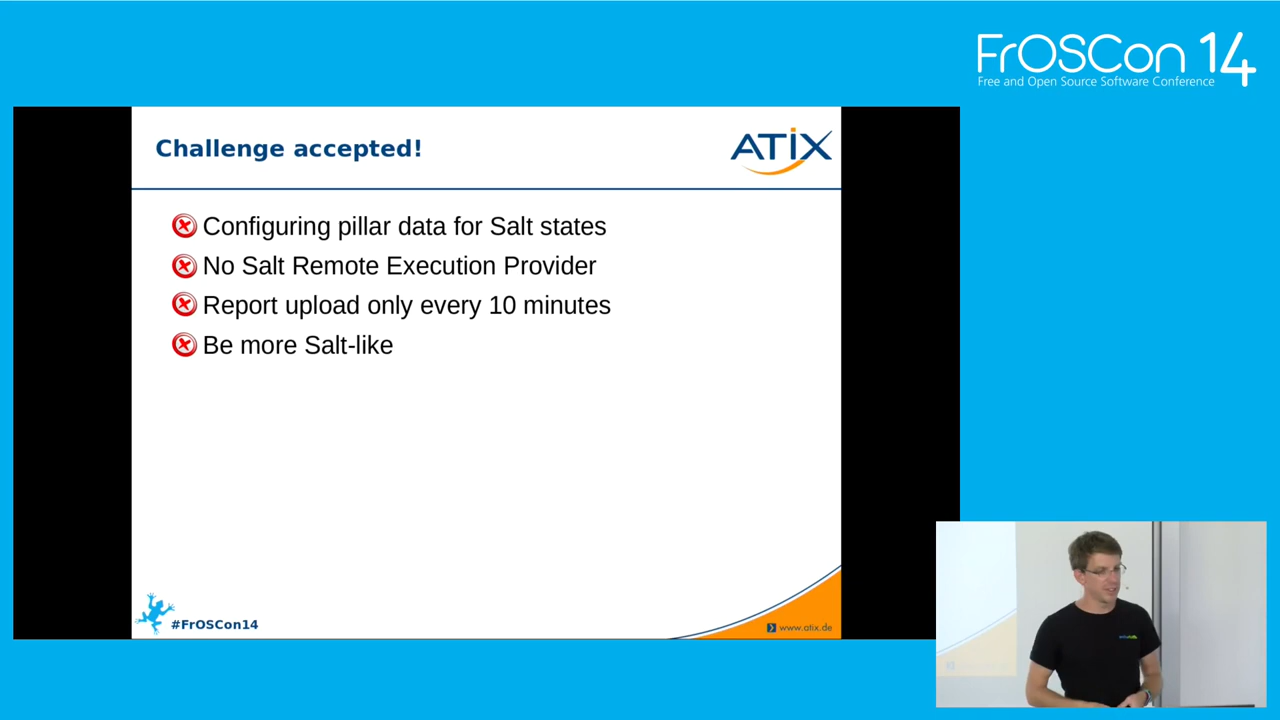 FrOSCon 14
Free and Open Source Software Conference
Challenge accepted!
ATIX
Configuring pillar data for Salt states
No Salt Remote Execution Provider
Report upload only every 10 minutes
Be more Salt-like
#FrOSCon14
www.atix.de